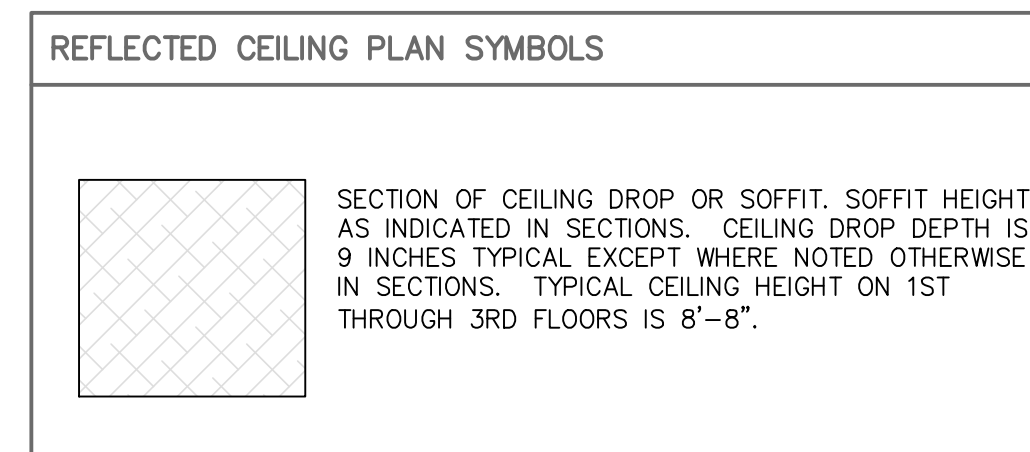 REFLECTED CEILING PLAN SYMBOLS
SECTION OF CEILING DROP OR SOFFIT. SOFFIT HEIGHT
AS INDICATED IN SECTIONS. CEILING DROP DEPTH IS
9 INCHES TYPICAL EXCEPT WHERE NOTED OTHERWISE
IN SECTIONS. TYPICAL CEILING HEIGHT ON 1ST
THROUGH 3RD FLOORS IS 8'–8”.